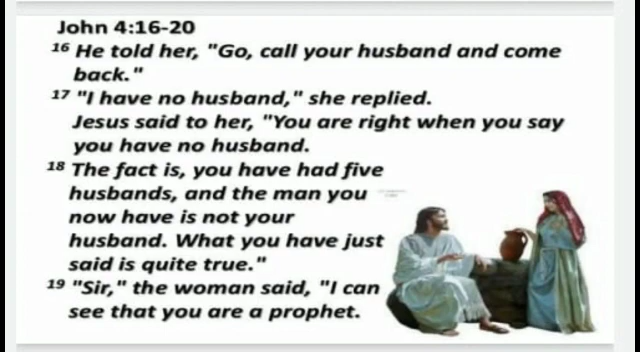 John 4:16-20
16 He told her, "Go, call your husband and come
back."
17 "I have no husband," she replied.
Jesus said to her, "You are right when you say
you have no husband.
18 The fact is, you have had five
husbands, and the man you
now have is not your
husband. What you have just
said is quite true."
19 "Sir," the woman said, "I can
see that you are a prophet.